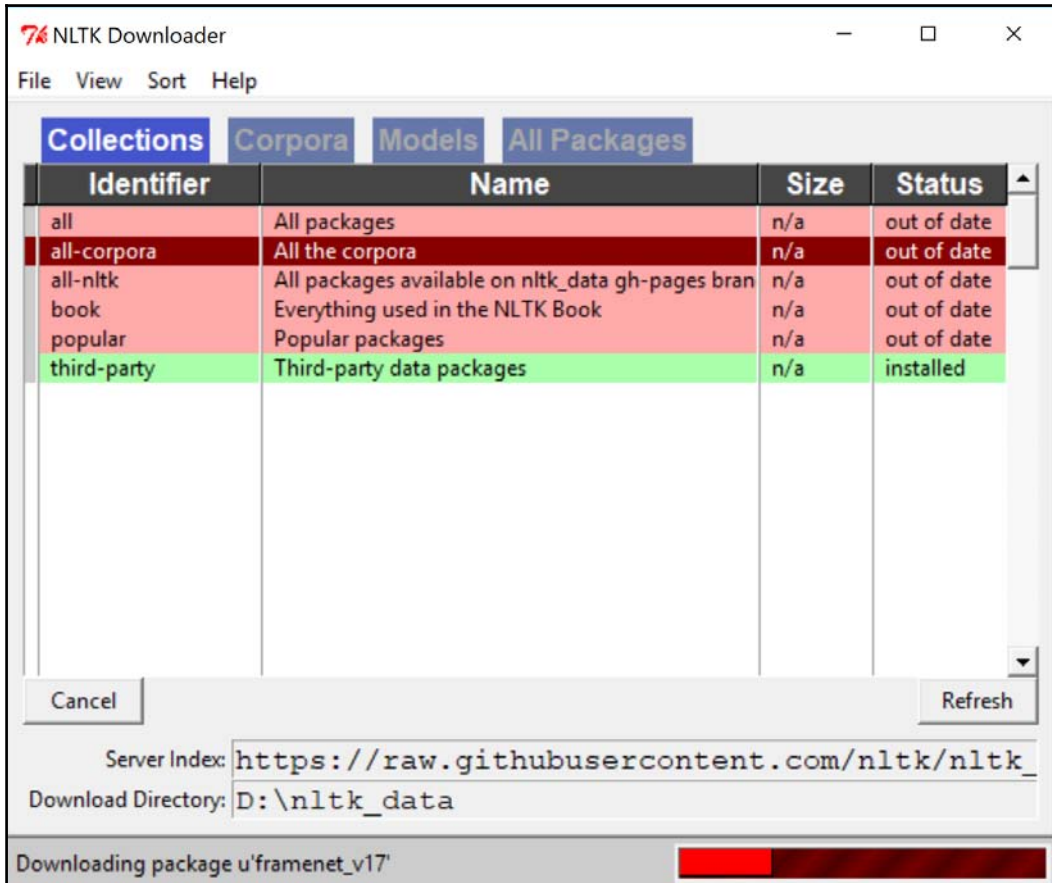 NLTK Downloader
File View Sort Help
Collections Corpora Models All Packages
Identifier Name Size Status
all All packages n/a out of date
all-corpora All the corpora n/a out of date
all-nltk All packages available on nltk_data gh-pages bran n/a out of date
book Everything used in the NLTK Book n/a out of date
popular Popular packages n/a out of date
third-party Third-party data packages n/a installed
Cancel Refresh
Server Index: https://raw.githubusercontent.com/nltk/nltk_
Download Directory: D:\nltk_data
Downloading package u'framenet_v17'